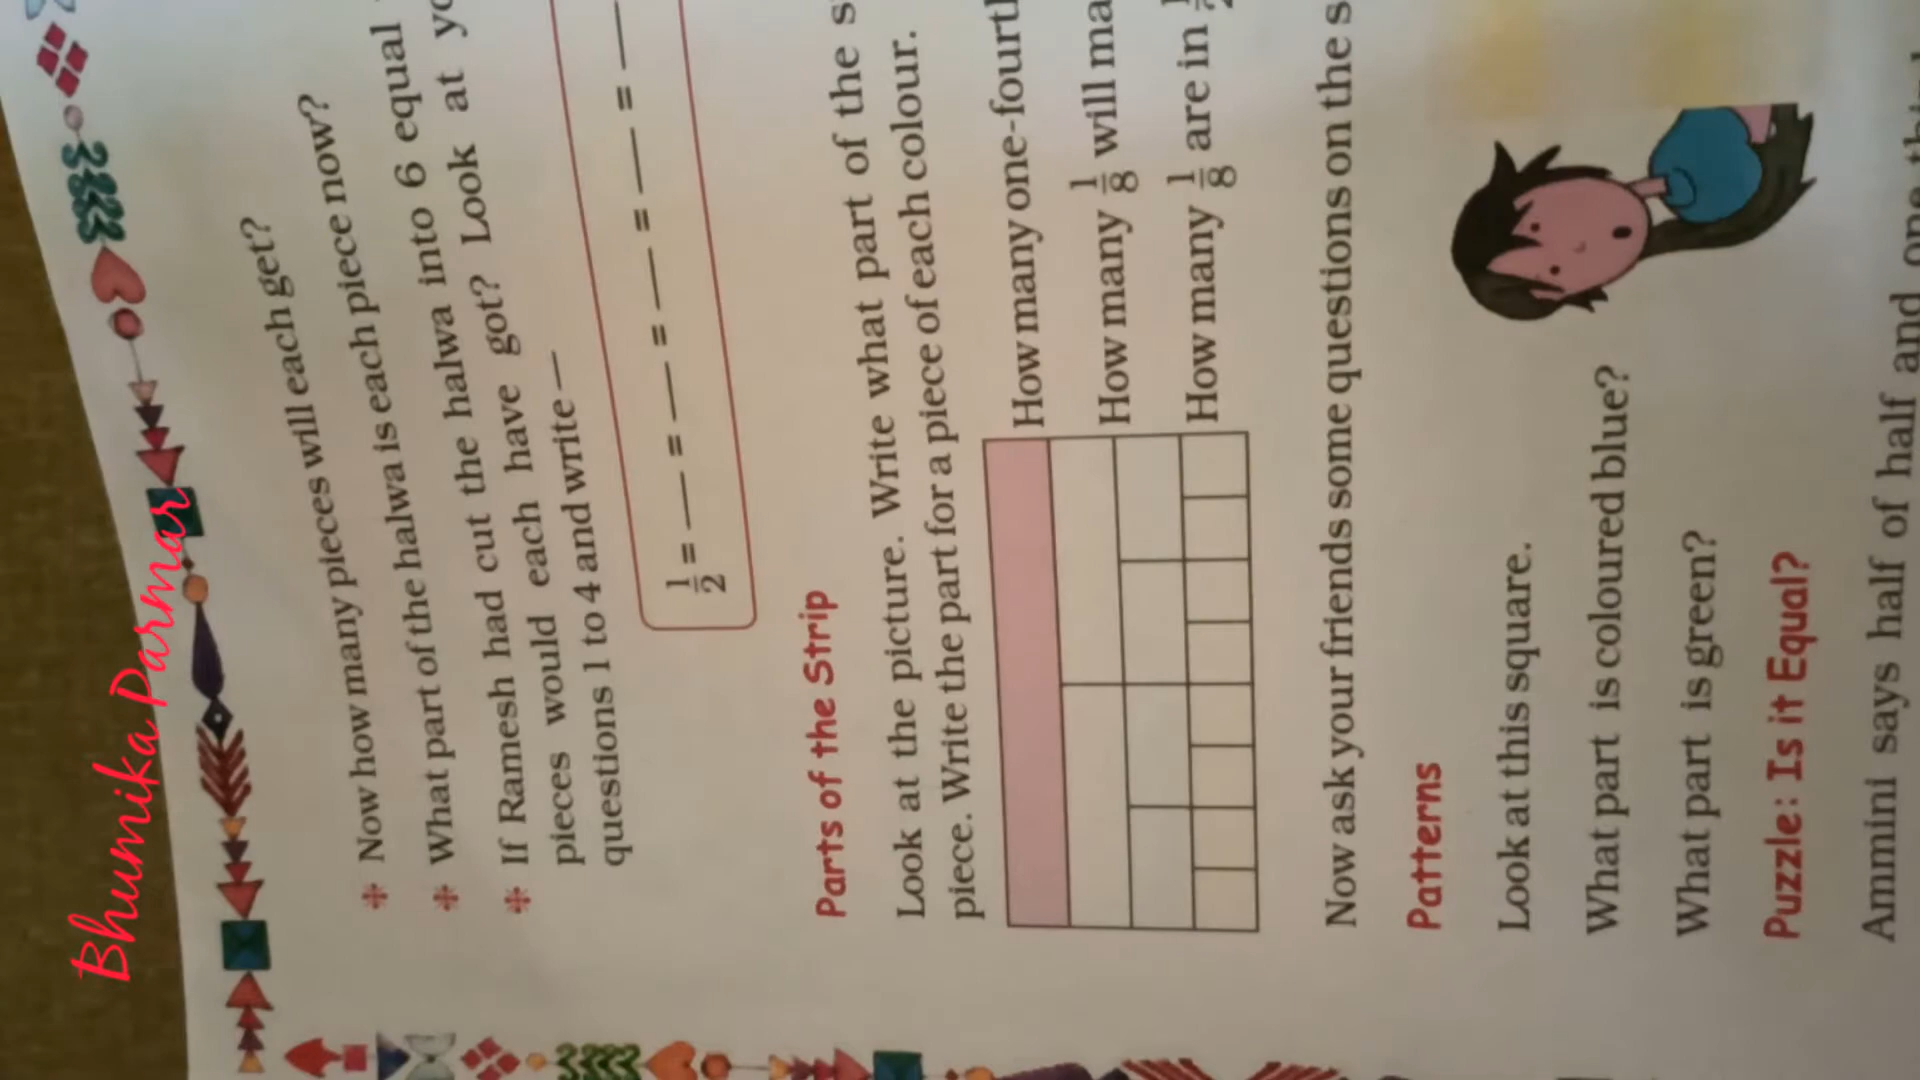 Bhumika Parmar
Now how many pieces will each get?
What part of the halwa is each piece now?
If Ramesh had cut the halwa into 6 equal
pieces would each have got? Look at
questions 1 to 4 and write —
1/2 = — = — = — = — = —
Parts of the Strip
Look at the picture. Write what part of the
piece. Write the part for a piece of each colour.
How many
How many 1/8 will
How many 1/8 are in
Now ask your friends some questions on the
Patterns
Look at this square.
What part is coloured blue?
What part is green?
Puzzle: Is it Equal?
Ammini says half of half and